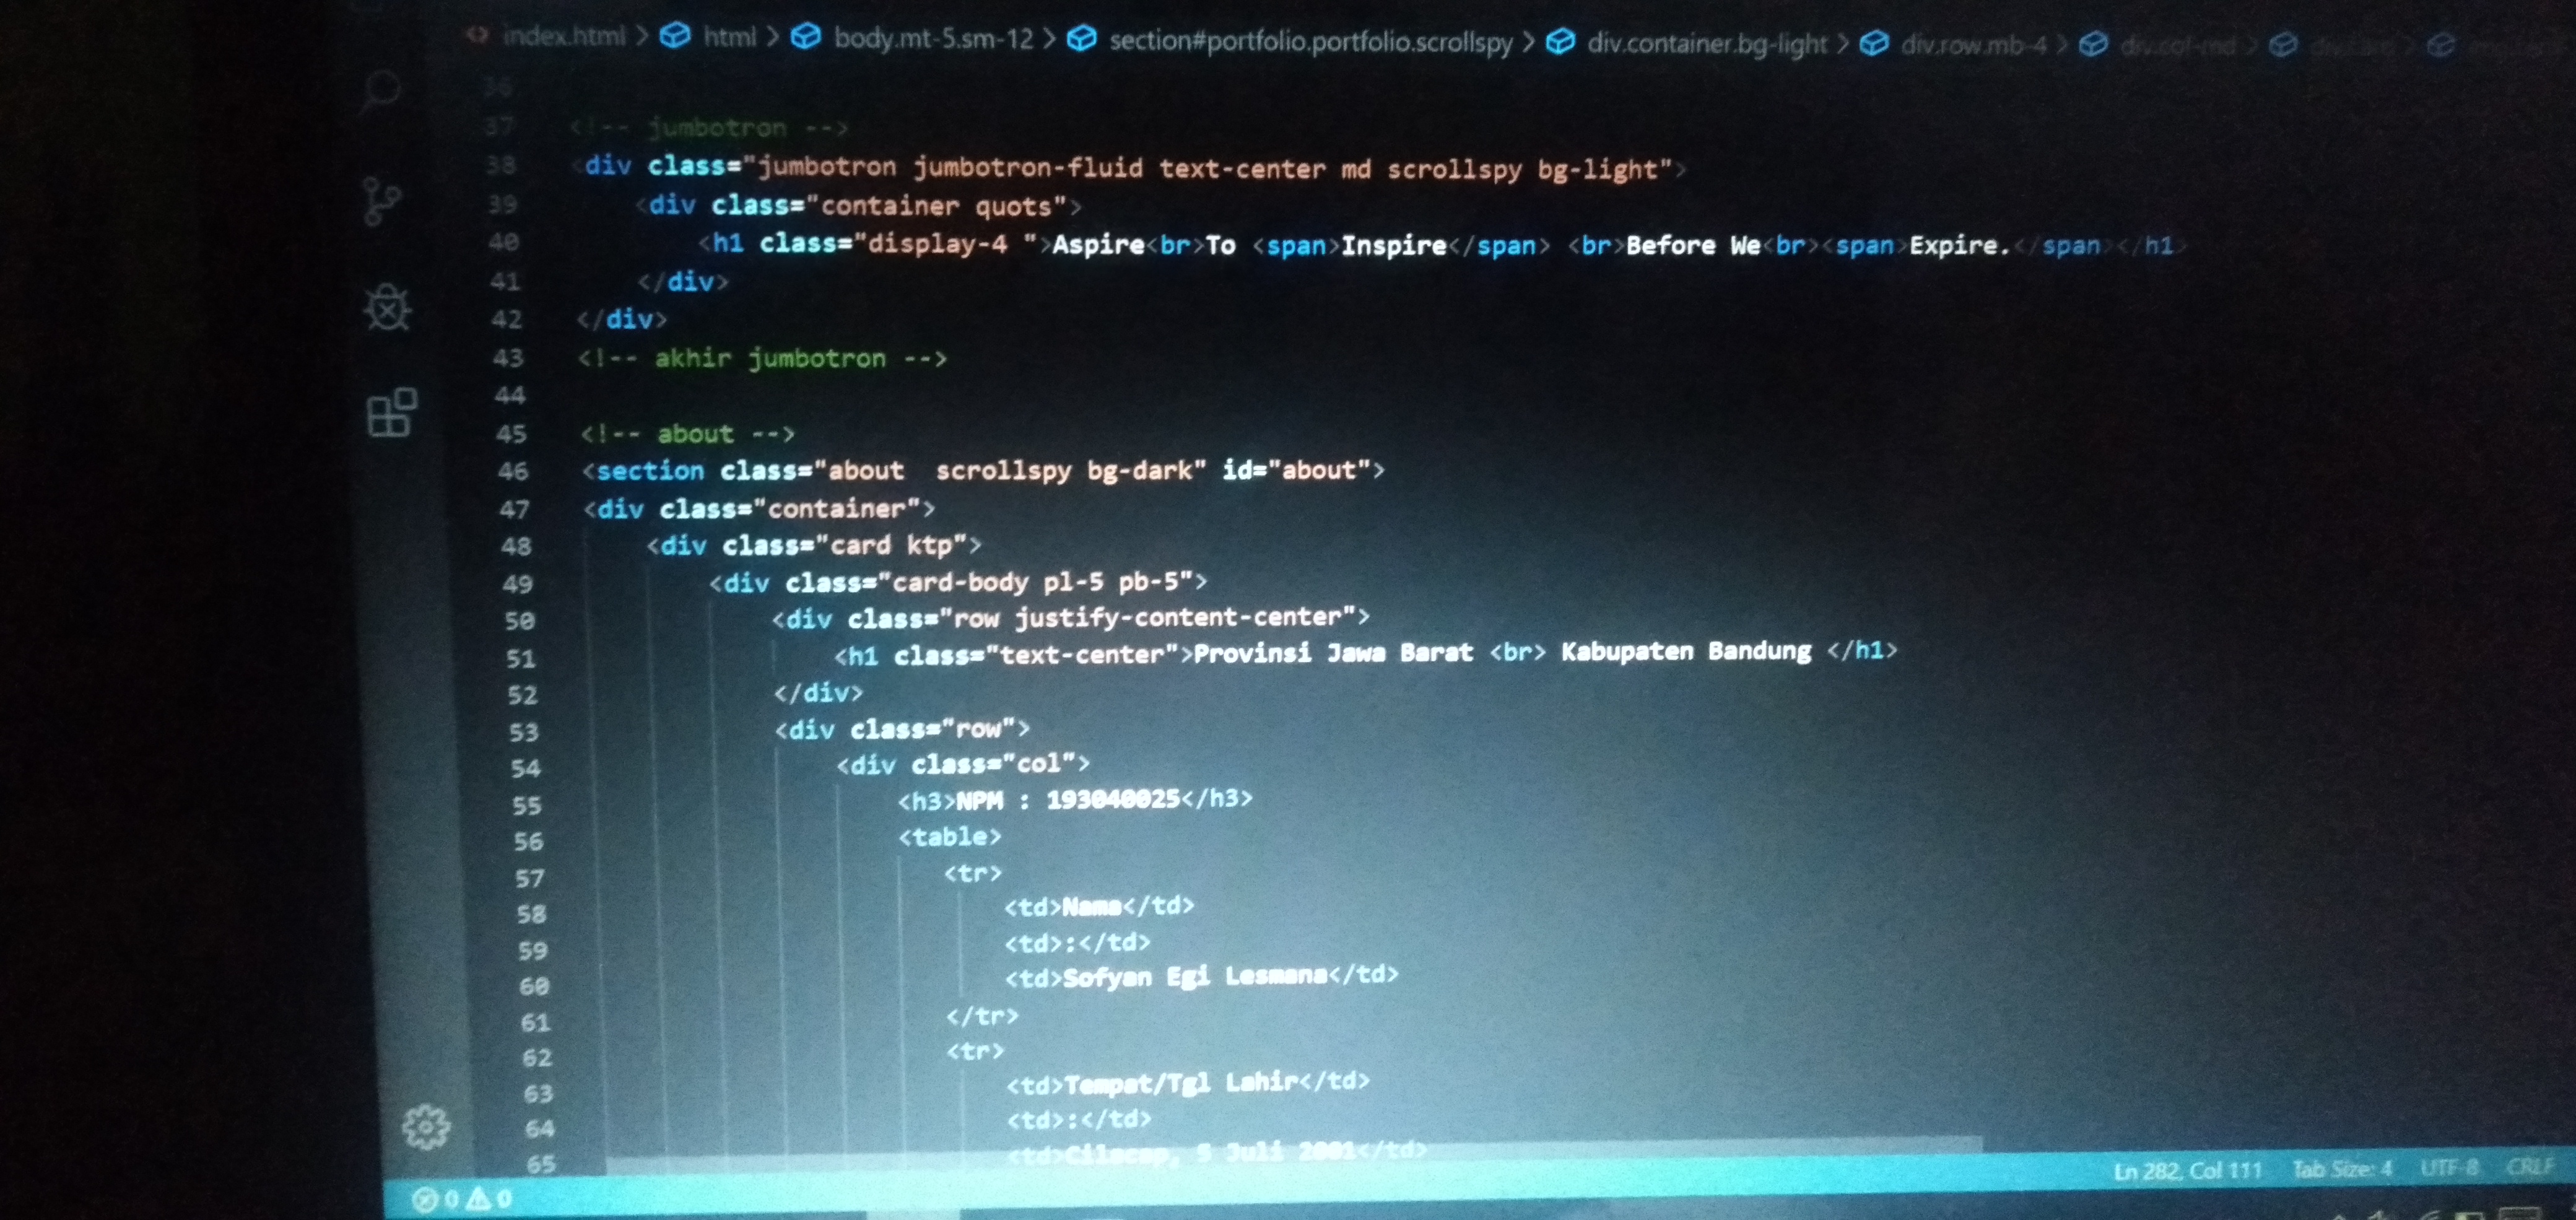 index.html > html > body.mt-5.sm-12 > section#portfolio.portfolio.scrollspy > div.container.bg-light > div.row.mb-4 > div.col-md >
36
37 <!-- jumbotron -->
38 <div class="jumbotron jumbotron-fluid text-center md scrollspy bg-light">
39 <div class="container quots">
40 <h1 class="display-4 ">Aspire<br>To <span>Inspire</span> <br>Before We<br><span>Expire.</span></h1>
41 </div>
42 </div>
43 <!-- akhir jumbotron -->
44
45 <!-- about -->
46 <section class="about  scrollspy bg-dark" id="about">
47 <div class="container">
48 <div class="card ktp">
49 <div class="card-body pl-5 pb-5">
50 <div class="row justify-content-center">
51 <h1 class="text-center">Provinsi Jawa Barat <br> Kabupaten Bandung </h1>
52 </div>
53 <div class="row">
54 <div class="col">
55 <h3>NPM : 193040025</h3>
56 <table>
57 <tr>
58 <td>Nama</td>
59 <td>:</td>
60 <td>Sofyan Egi Lesmana</td>
61 </tr>
62 <tr>
63 <td>Tempat/Tgl Lahir</td>
64 <td>:</td>
65 <td>Cilacap, 5 Juli 2001</td>
0 0 Ln 282, Col 111 Tab Size: 4 UTF-8 CRLF